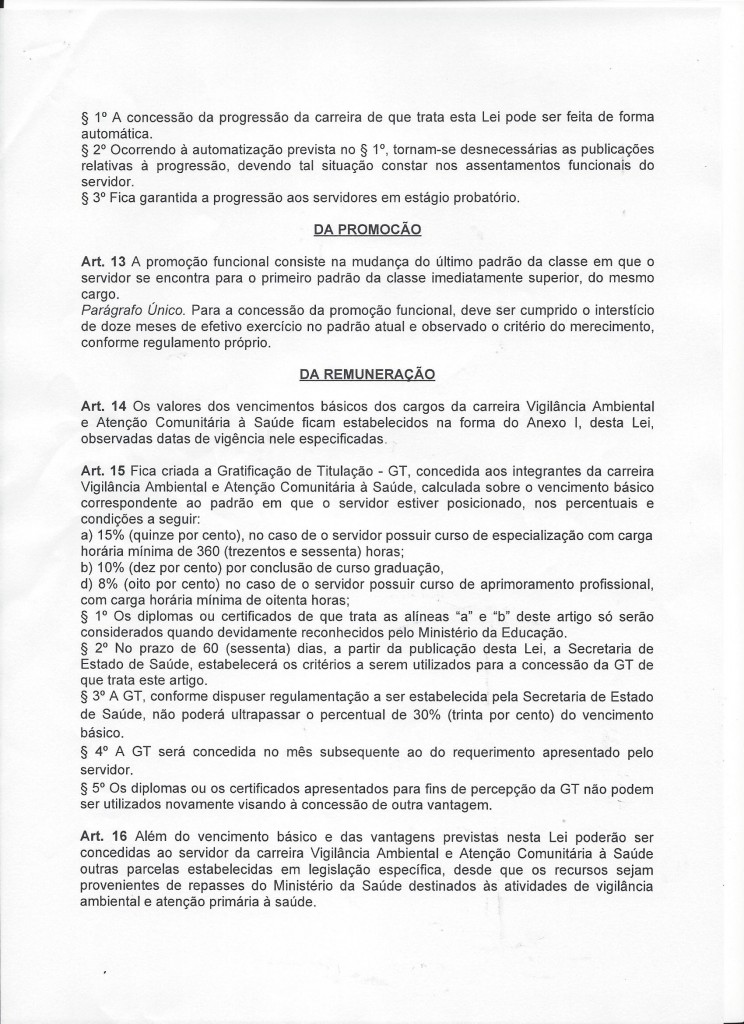 § 1º A concessão da progressão da carreira de que trata esta Lei pode ser feita de forma
automática.
§ 2º Ocorrendo à automatização prevista no § 1º, tornam-se desnecessárias as publicações
relativas à progressão, devendo tal situação constar nos assentamentos funcionais do
servidor.
§ 3º Fica garantida a progressão aos servidores em estágio probatório.
DA PROMOCÃO
Art. 13 A promoção funcional consiste na mudança do último padrão da classe em que o
servidor se encontra para o primeiro padrão da classe imediatamente superior, do mesmo
cargo.
Parágrafo Único. Para a concessão da promoção funcional, deve ser cumprido o interstício
de doze meses de efetivo exercício no padrão atual e observado o critério do merecimento,
conforme regulamento próprio.
DA REMUNERAÇÃO
Art. 14 Os valores dos vencimentos básicos dos cargos da carreira Vigilância Ambiental
e Atenção Comunitária à Saúde ficam estabelecidos na forma do Anexo I, desta Lei,
observadas datas de vigência nele especificadas.
Art. 15 Fica criada a Gratificação de Titulação - GT, concedida aos integrantes da carreira
Vigilância Ambiental e Atenção Comunitária à Saúde, calculada sobre o vencimento básico
correspondente ao padrão em que o servidor estiver posicionado, nos percentuais e
condições a seguir:
a) 15% (quinze por cento), no caso de o servidor possuir curso de especialização com carga
horária mínima de 360 (trezentos e sessenta) horas;
b) 10% (dez por cento) por conclusão de curso graduação,
d) 8% (oito por cento) no caso de o servidor possuir curso de aprimoramento profissional,
com carga horária mínima de oitenta horas;
§ 1º Os diplomas ou certificados de que trata as alíneas “a” e “b” deste artigo só serão
considerados quando devidamente reconhecidos pelo Ministério da Educação.
§ 2º No prazo de 60 (sessenta) dias, a partir da publicação desta Lei, a Secretaria de
Estado de Saúde, estabelecerá os critérios a serem utilizados para a concessão da GT de
que trata este artigo.
§ 3º A GT, conforme dispuser regulamentação a ser estabelecida pela Secretaria de Estado
de Saúde, não poderá ultrapassar o percentual de 30% (trinta por cento) do vencimento
básico.
§ 4º A GT será concedida no mês subsequente ao do requerimento apresentado pelo
servidor.
§ 5º Os diplomas ou os certificados apresentados para fins de percepção da GT não podem
ser utilizados novamente visando à concessão de outra vantagem.
Art. 16 Além do vencimento básico e das vantagens previstas nesta Lei poderão ser
concedidas ao servidor da carreira Vigilância Ambiental e Atenção Comunitária à Saúde
outras parcelas estabelecidas em legislação específica, desde que os recursos sejam
provenientes de repasses do Ministério da Saúde destinados às atividades de vigilância
ambiental e atenção primária à saúde.